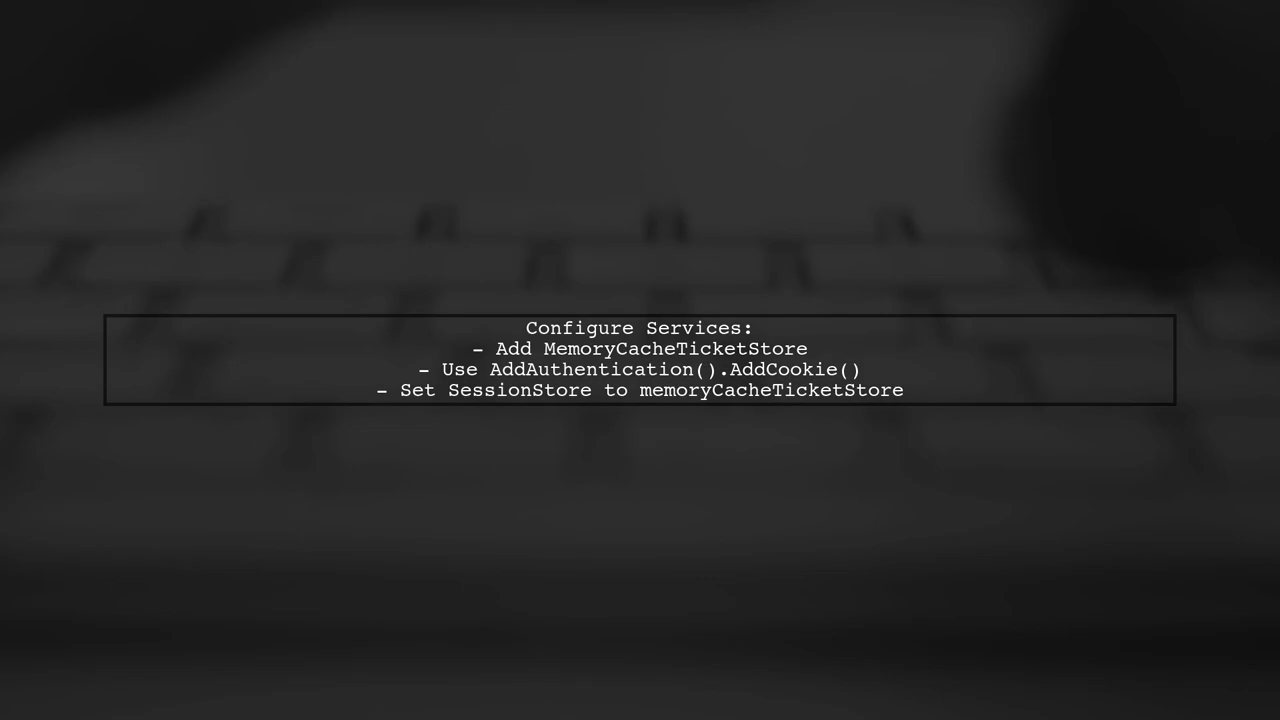 Configure Services:
- Add MemoryCacheTicketStore
- Use AddAuthentication().AddCookie()
- Set SessionStore to memoryCacheTicketStore